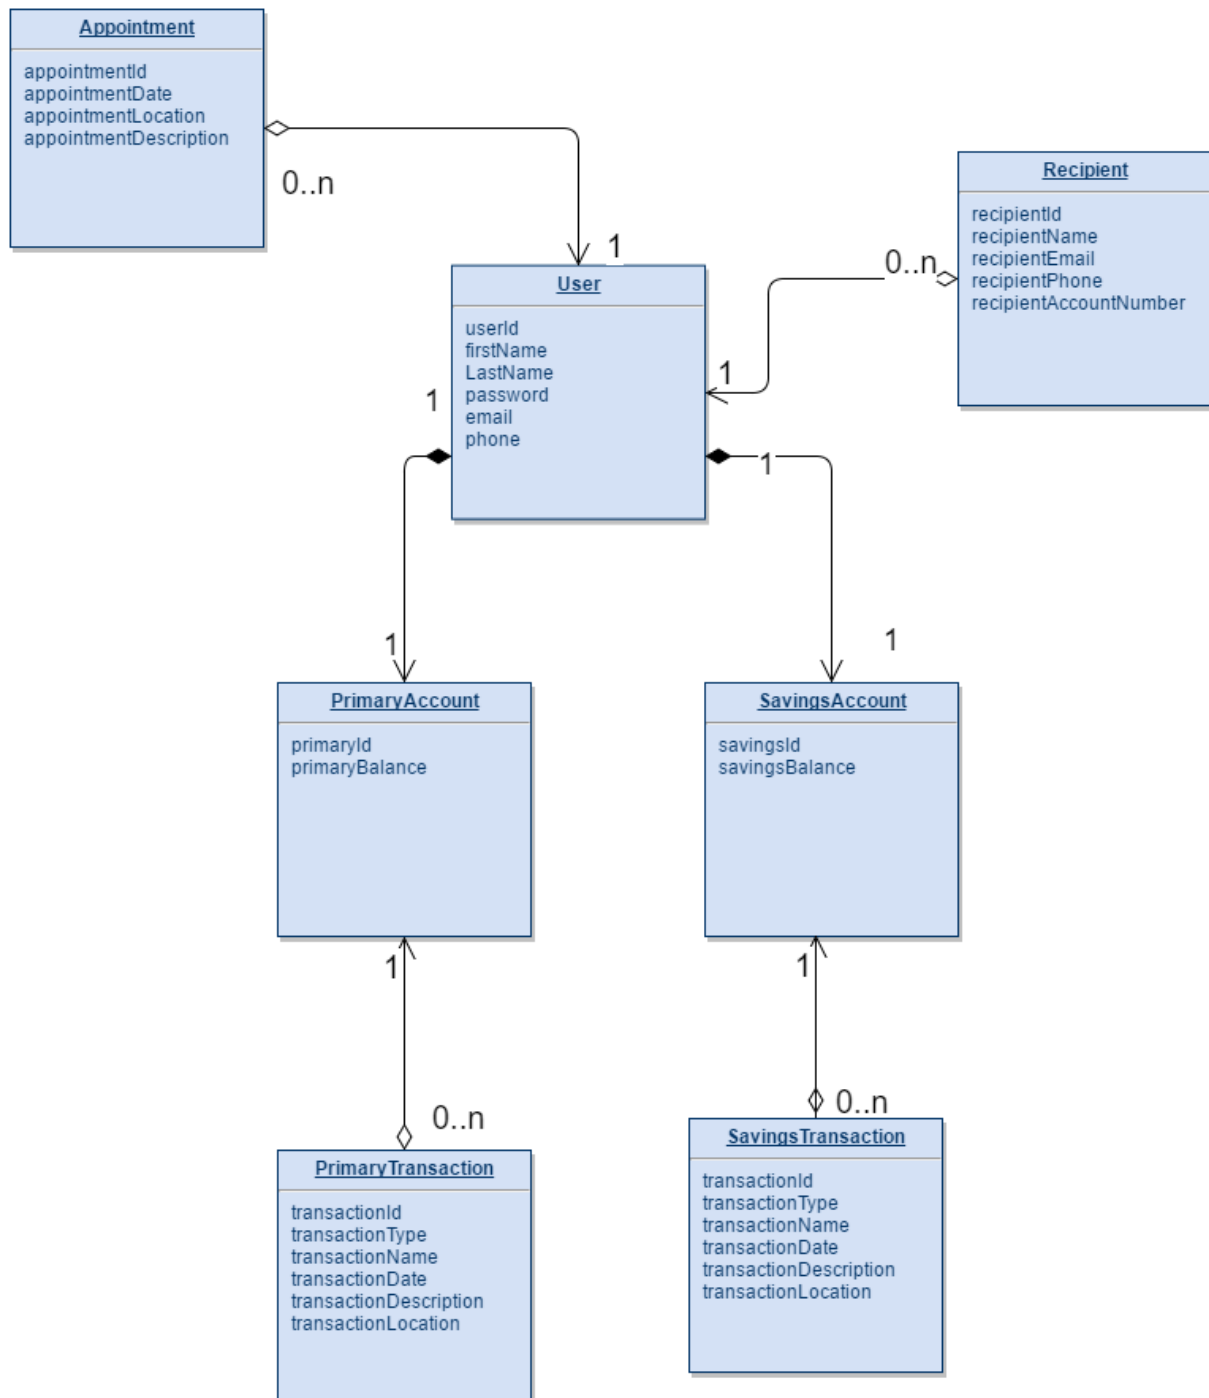 Appointment
appointmentId
appointmentDate
appointmentLocation
appointmentDescription
0..n
1
Recipient
recipientId
recipientName
recipientEmail
recipientPhone
recipientAccountNumber
0..n
1
User
userId
firstName
LastName
password
email
phone
1
1
1
1
PrimaryAccount
primaryId
primaryBalance
SavingsAccount
savingsId
savingsBalance
1
1
0..n
0..n
PrimaryTransaction
transactionId
transactionType
transactionName
transactionDate
transactionDescription
transactionLocation
SavingsTransaction
transactionId
transactionType
transactionName
transactionDate
transactionDescription
transactionLocation